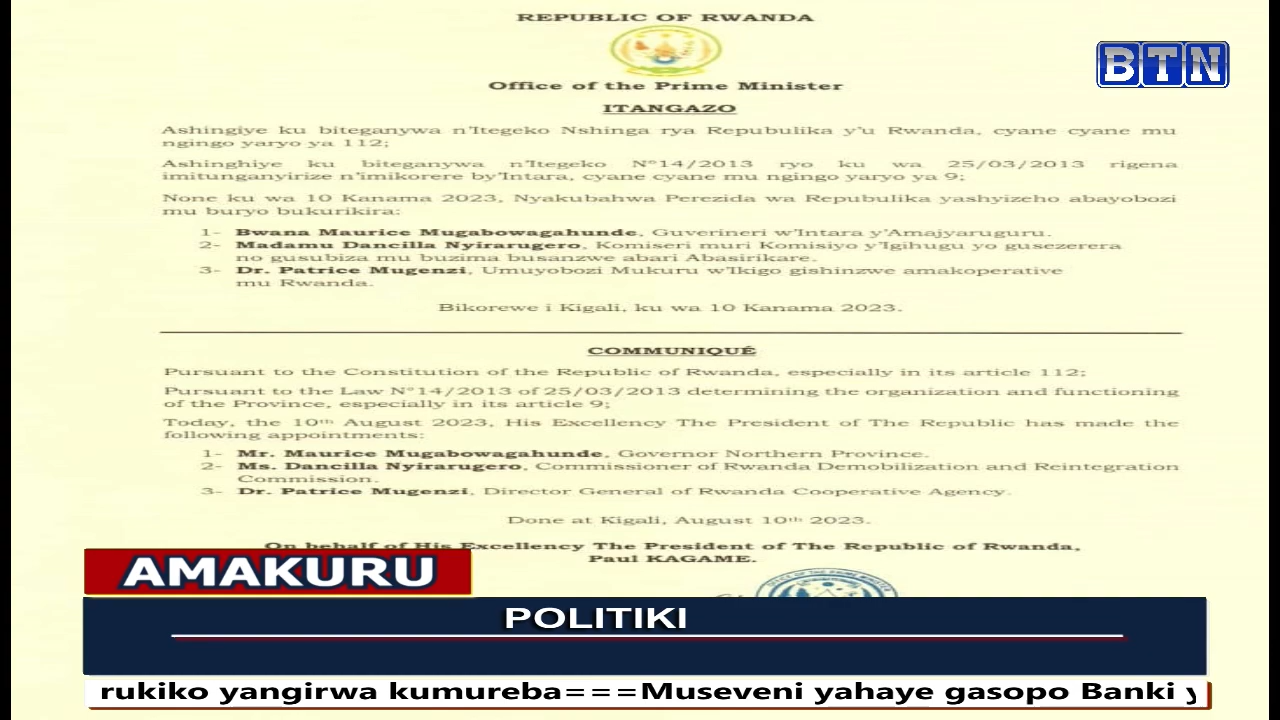 REPUBLIC OF RWANDA
BTN
Office of the Prime Minister
ITANGAZO
Ashingiye ku biteganywa n'Itegeko Nshinga rya Repubulika y'u Rwanda, cyane cyane mu
ngingo yaryo ya 112;
Ashinghiye ku biteganywa n'Itegeko N°14/2013 ryo ku wa 25/03/2013 rigena
imitunganyirize n'imikorere by'Intara, cyane cyane mu ngingo yaryo ya 9;
None ku wa 10 Kanama 2023, Nyakubahwa Perezida wa Repubulika yashyizeho abayobozi
mu buryo bukurikira:
1- Bwana Maurice Mugabowagahunde, Guverineri w'Intara y'Amajyaruguru.
2- Madamu Dancilla Nyirarugero, Komiseri muri Komisiyo y'Igihugu yo gusezerera
no gusubiza mu buzima busanzwe abari Abasirikare.
3- Dr. Patrice Mugenzi, Umuyobozi Mukuru w'Ikigo gishinzwe amakoperative
mu Rwanda.
Bikorewe i Kigali, ku wa 10 Kanama 2023.
COMMUNIQUÉ
Pursuant to the Constitution of the Republic of Rwanda, especially in its article 112;
Pursuant to the Law N°14/2013 of 25/03/2013 determining the organization and functioning
of the Province, especially in its article 9;
Today, the 10th August 2023, His Excellency The President of The Republic has made the
following appointments:
1- Mr. Maurice Mugabowagahunde, Governor Northern Province.
2- Ms. Dancilla Nyirarugero, Commissioner of Rwanda Demobilization and Reintegration
Commission.
3- Dr. Patrice Mugenzi, Director General of Rwanda Cooperative Agency.
Done at Kigali, August 10th 2023.
On behalf of His Excellency The President of The Republic of Rwanda,
Paul KAGAME.
AMAKURU
POLITIKI
rukiko yangirwa kumureba===Museveni yahaye gasopo Banki